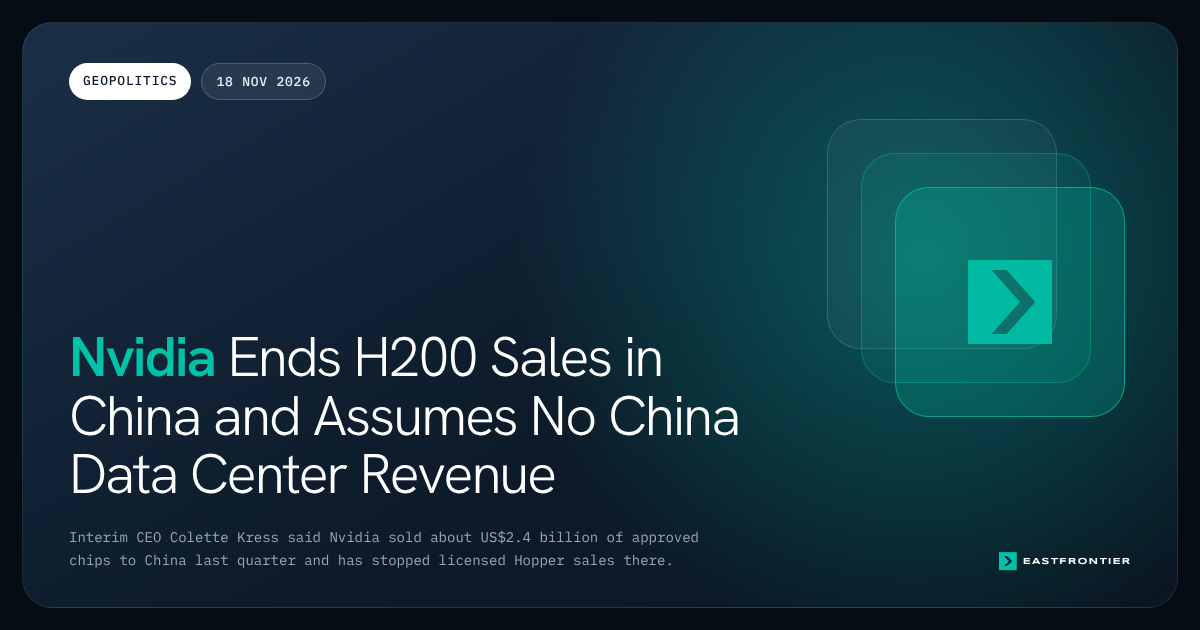 GEOPOLITICS
18 NOV 2026
Nvidia Ends H200 Sales in
China and Assumes No China
Data Center Revenue
Interim CEO Colette Kress said Nvidia sold about US$2.4 billion of approved
chips to China last quarter and has stopped licensed Hopper sales there.
EASTFRONTIER